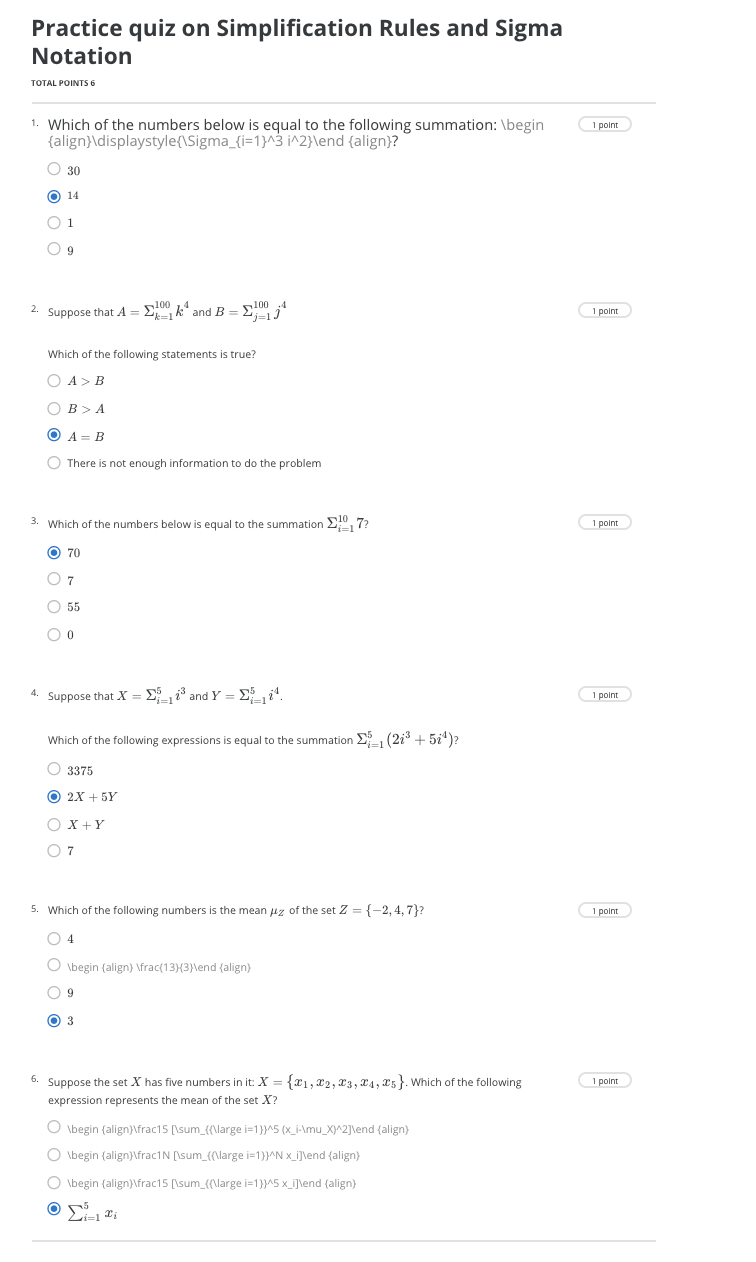 Practice quiz on Simplification Rules and Sigma
Notation
TOTAL POINTS 6
1. Which of the numbers below is equal to the following summation: \begin 1 point
{align}\displaystyle{\Sigma_{i=1}^3 i^2}\end {align}?
30
14
1
9
2. Suppose that A = Σ_{k=1}^{100} k^4 and B = Σ_{j=1}^{100} j^4 1 point
Which of the following statements is true?
A > B
B > A
A = B
There is not enough information to do the problem
3. Which of the numbers below is equal to the summation Σ_{i=1}^{10} 7? 1 point
70
7
55
0
4. Suppose that X = Σ_{i=1}^5 i^3 and Y = Σ_{i=1}^5 i^4. 1 point
Which of the following expressions is equal to the summation Σ_{i=1}^5 (2i^3 + 5i^4)?
3375
2X + 5Y
X + Y
7
5. Which of the following numbers is the mean μ_Z of the set Z = {−2, 4, 7}? 1 point
4
\begin {align} \frac{13}{3}\end {align}
9
3
6. Suppose the set X has five numbers in it: X = {x_1, x_2, x_3, x_4, x_5}. Which of the following 1 point
expression represents the mean of the set X?
\begin {align}\frac15 [\sum_{{\large i=1}}^5 (x_i-\mu_X)^2]\end {align}
\begin {align}\frac1N [\sum_{{\large i=1}}^N x_i]\end {align}
\begin {align}\frac15 [\sum_{{\large i=1}}^5 x_i]\end {align}
∑_{i=1}^5 x_i